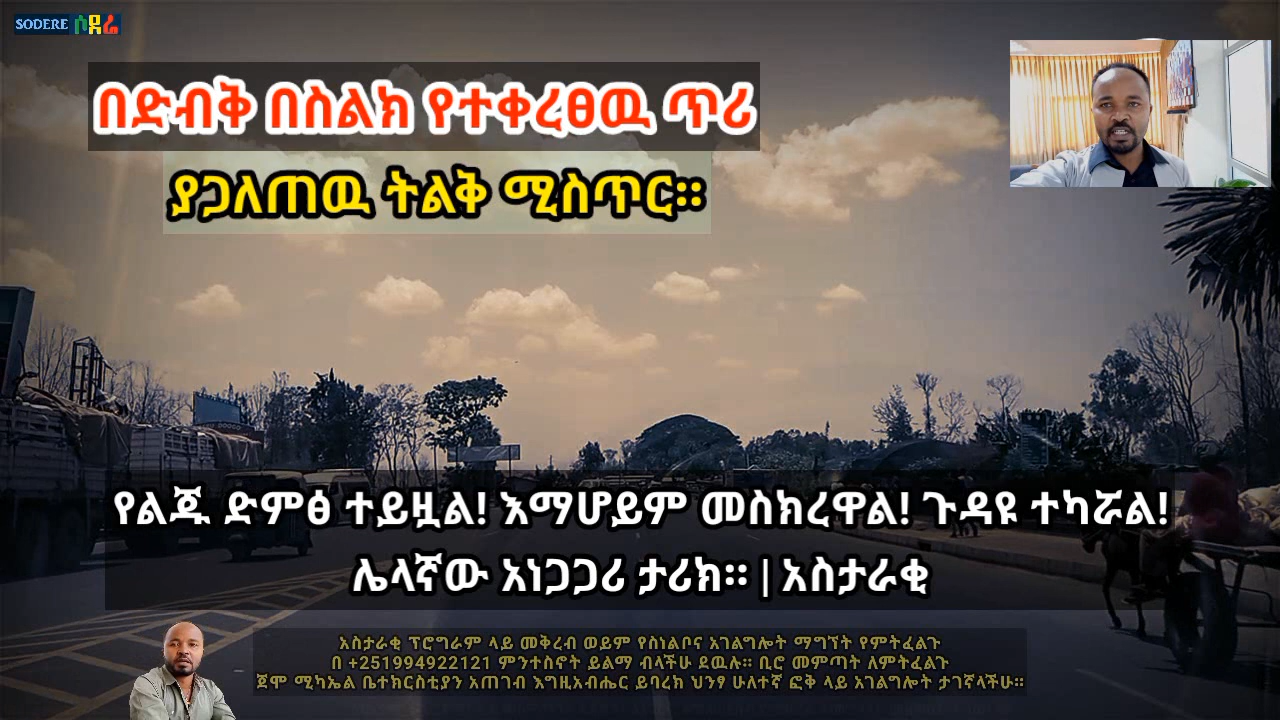 SODERE ሶደሬ
በድብቅ በስልክ የተቀረፀዉ ጥሪ
ያጋለጠዉ ትልቅ ሚስጥር።
የልጁ ድምፅ ተይዟል! እማሆይም መስክረዋል! ጉዳዩ ተካሯል!
ሌላኛው አነጋጋሪ ታሪክ። | አስታራቂ
አስታራቂ ፕሮግራም ላይ መቅረብ ወይም የስነልቦና አገልግሎት ማግኘት የምትፈልጉ
በ +251994922121 ምንተስኖት ይልማ ብላችሁ ደዉሉ። ቢሮ መምጣት ለምትፈልጉ
ጀሞ ሚካኤል ቤተክርስቲያን አጠገብ እግዚአብሔር ይባረክ ህንፃ ሁለተኛ ፎቅ ላይ አገልግሎት ታገኛላችሁ።